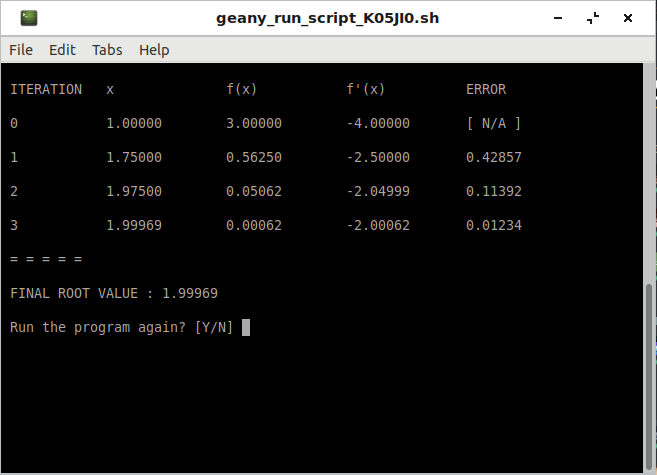 geany_run_script_K05JI0.sh
File Edit Tabs Help
ITERATION x f(x) f'(x) ERROR
0 1.00000 3.00000 -4.00000 [ N/A ]
1 1.75000 0.56250 -2.50000 0.42857
2 1.97500 0.05062 -2.04999 0.11392
3 1.99969 0.00062 -2.00062 0.01234
= = = = =
FINAL ROOT VALUE : 1.99969
Run the program again? [Y/N]